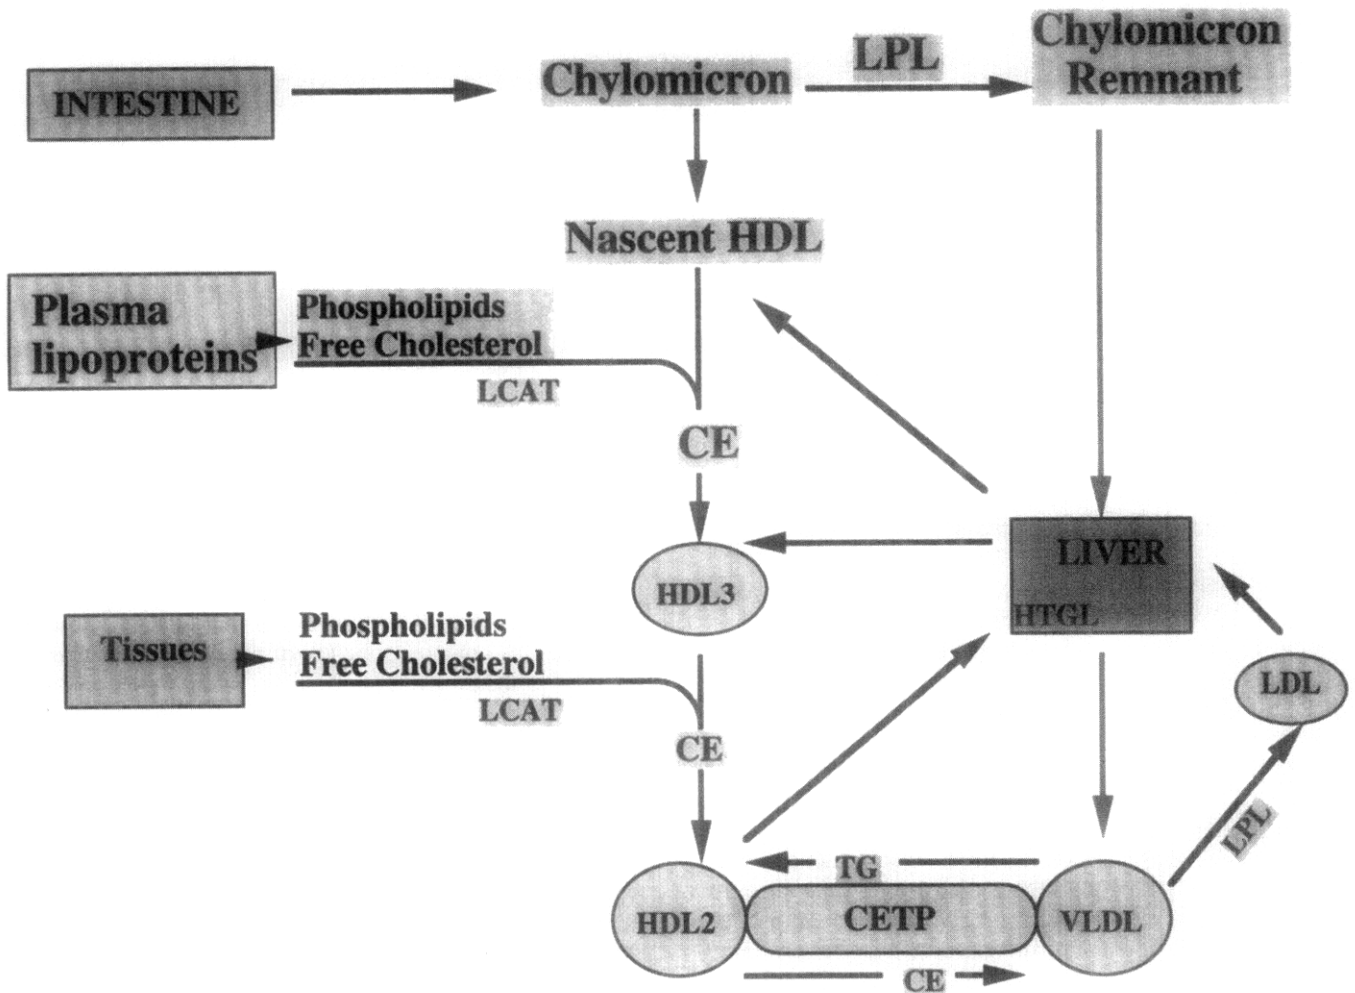 INTESTINE
Chylomicron
LPL
Chylomicron
Remnant
Nascent HDL
Plasma
lipoproteins
Phospholipids
Free Cholesterol
LCAT
CE
HDL3
LIVER
HTGL
Tissues
Phospholipids
Free Cholesterol
LCAT
CE
LDL
LPL
TG
HDL2
CETP
VLDL
CE